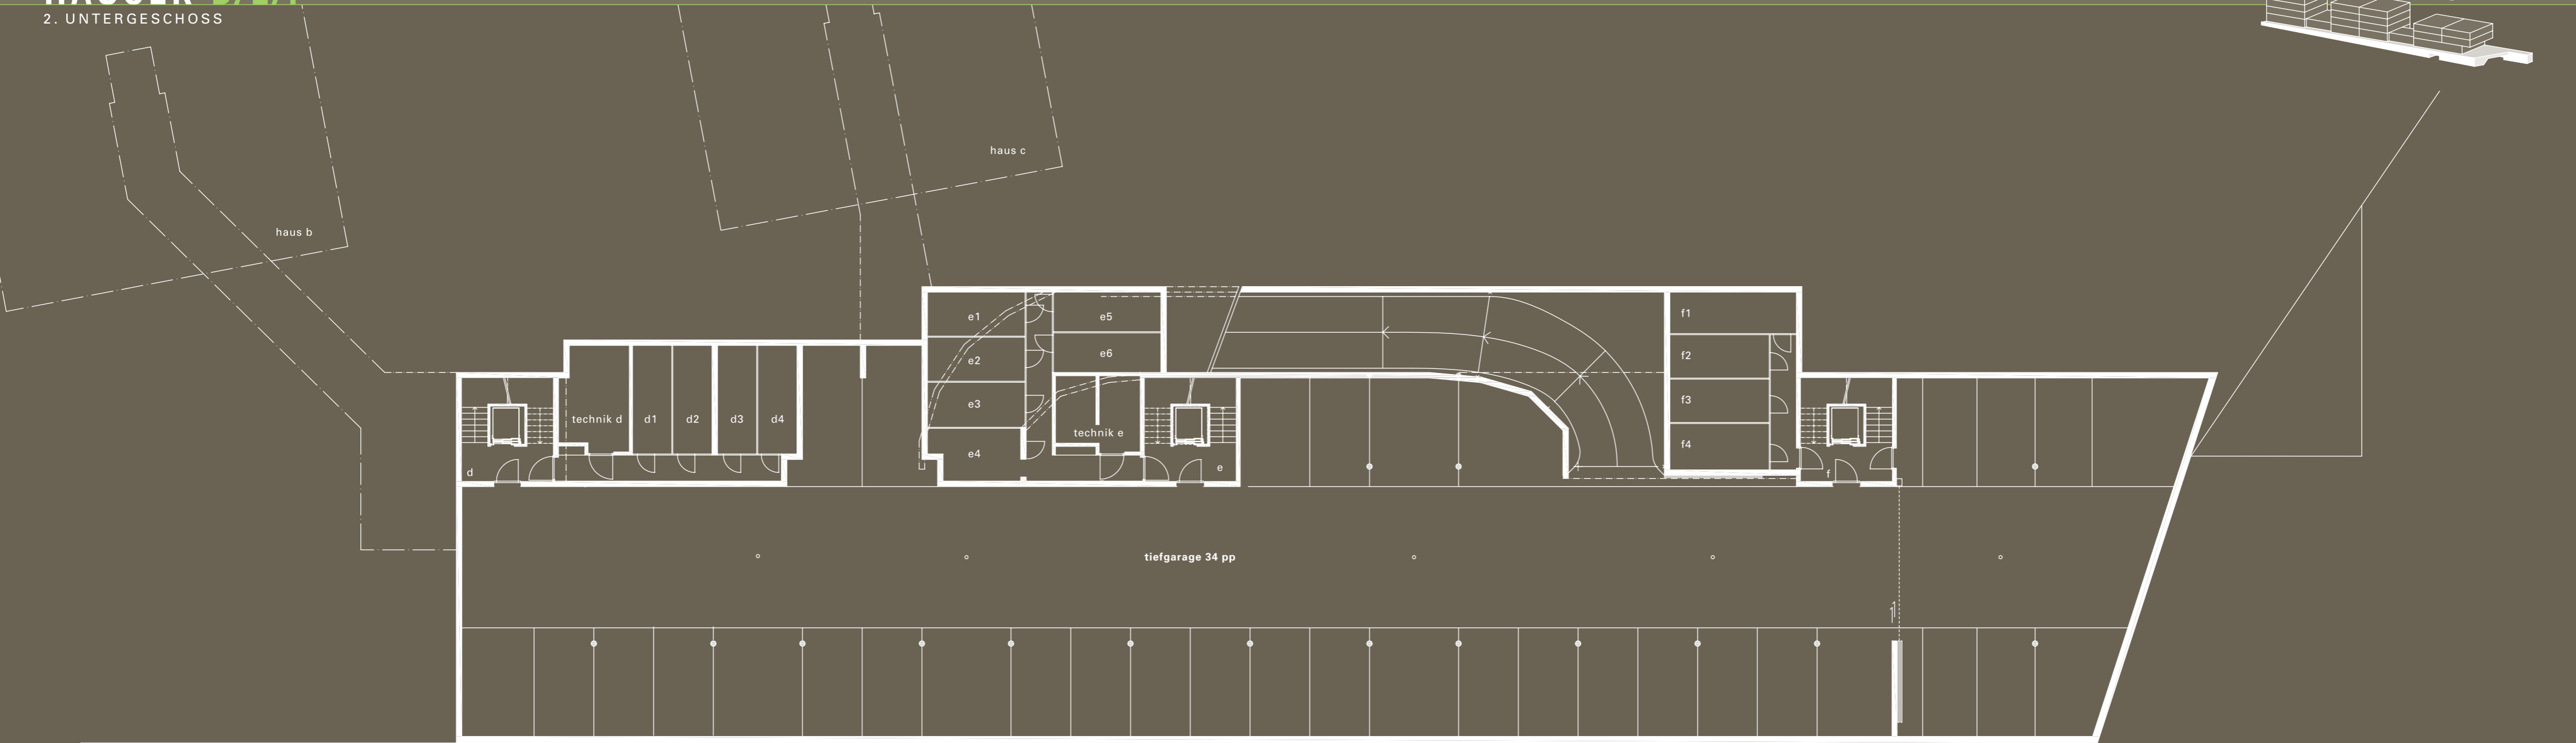 HÄUSER D/E/F
2. UNTERGESCHOSS
haus c
haus b
e1
e5
f1
e2
e6
f2
e3
f3
technik d
d1
d2
d3
d4
technik e
f4
e4
d
e
f
tiefgarage 34 pp